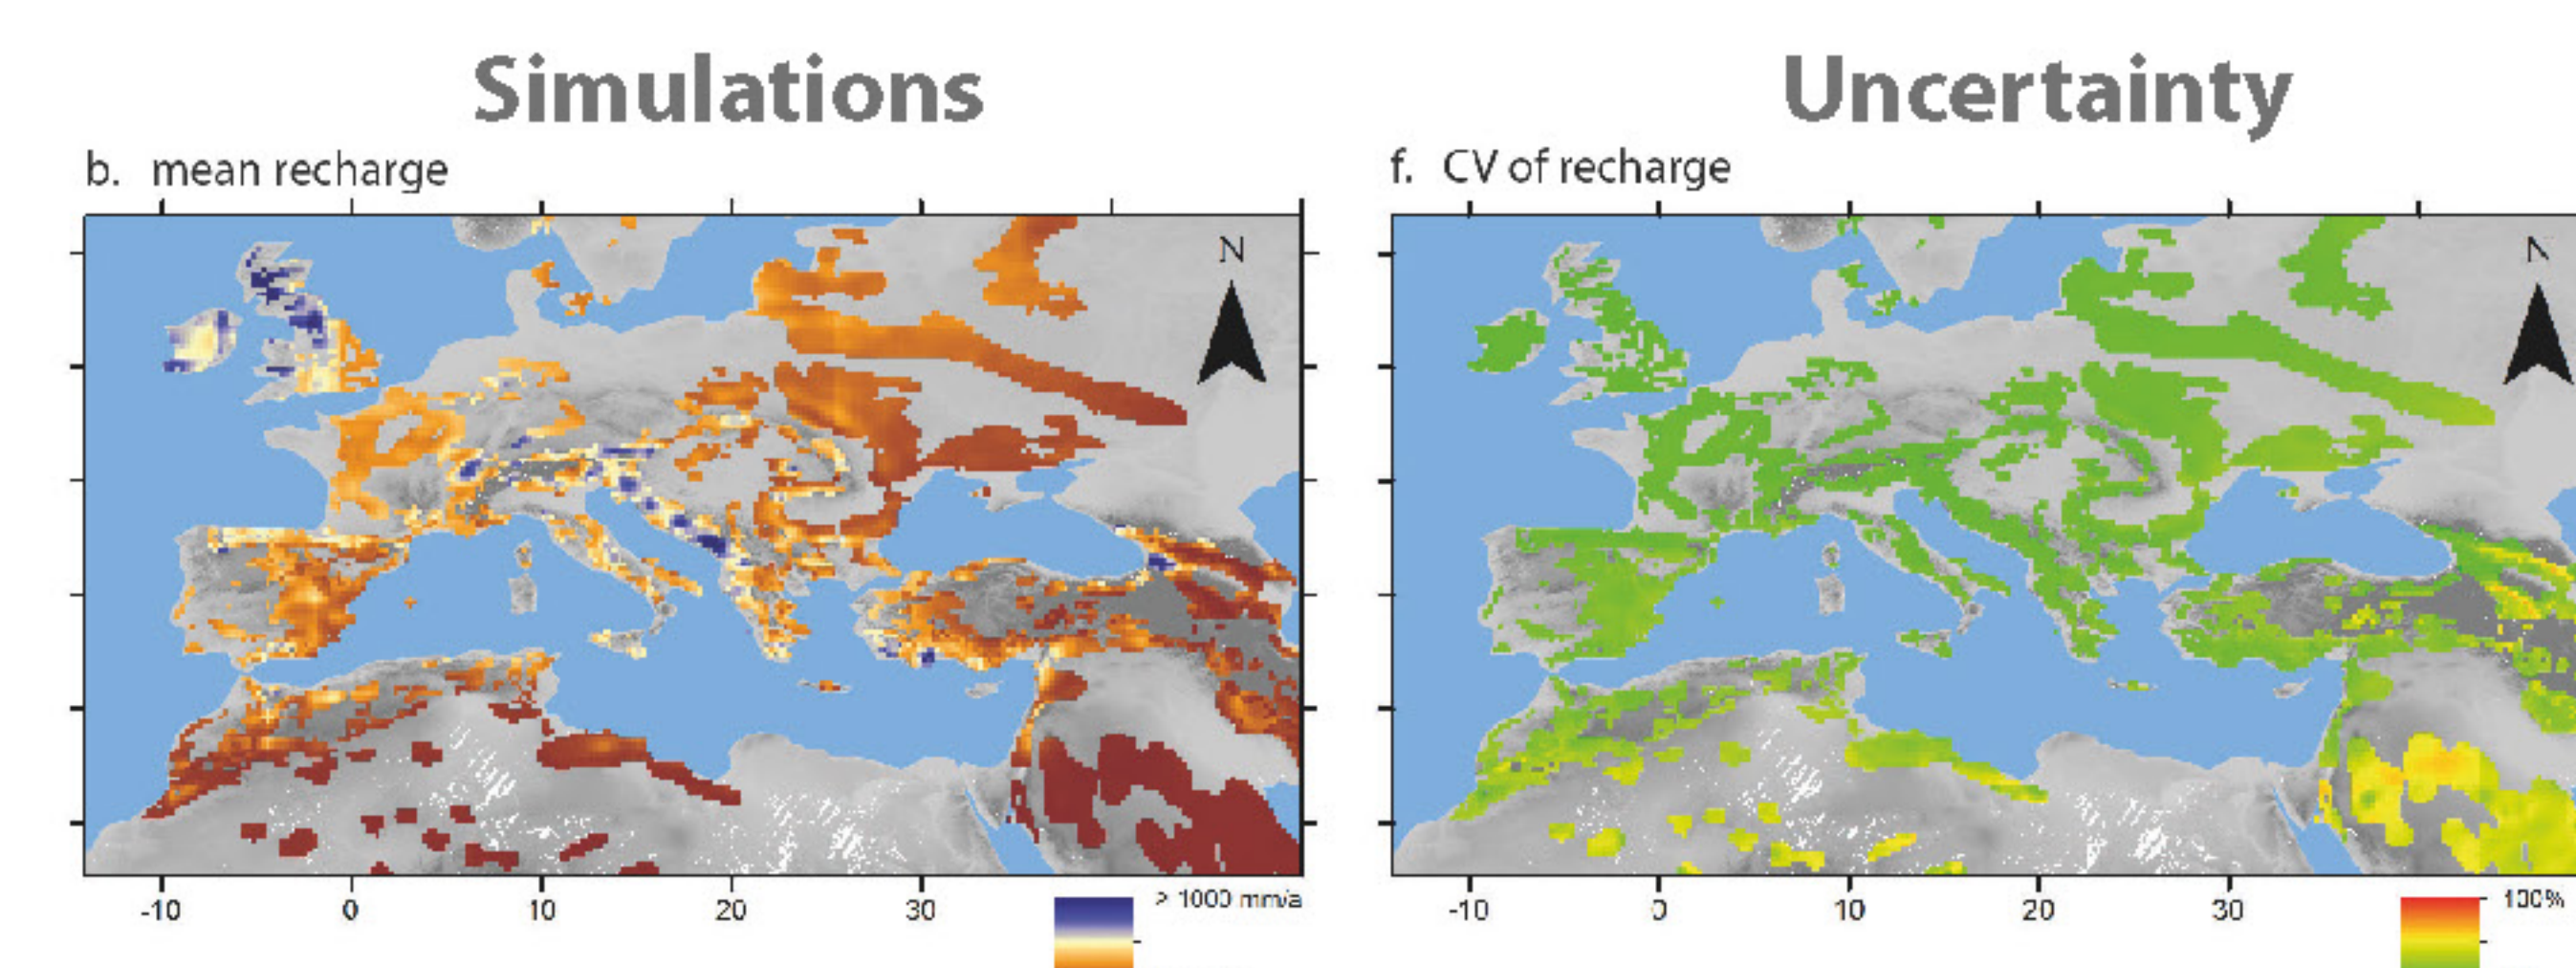 Simulations
Uncertainty
b. mean recharge
f. CV of recharge
N
N
-10 0 10 20 30
> 1000 mm/a
-10 0 10 20 30
100%